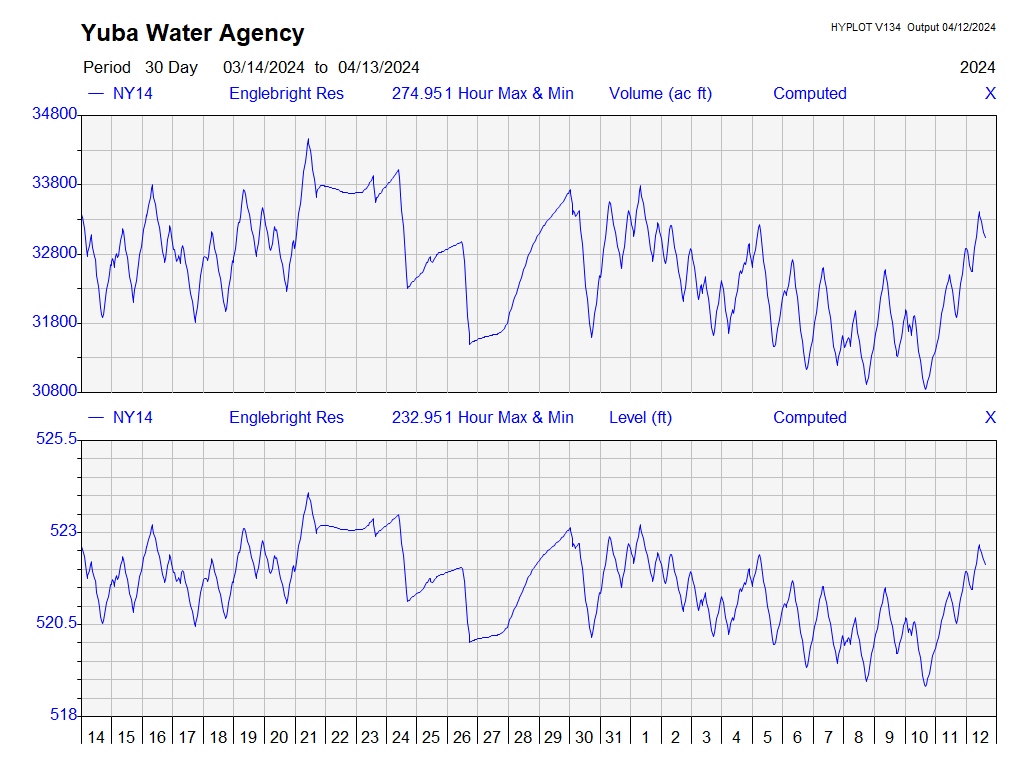 Yuba Water Agency
HYPLOT V134 Output 04/12/2024
Period 30 Day 03/14/2024 to 04/13/2024 2024
NY14 Englebright Res 274.951 Hour Max & Min Volume (ac ft) Computed X
34800
33800
32800
31800
30800
NY14 Englebright Res 232.951 Hour Max & Min Level (ft) Computed X
525.5
523
520.5
518
14 15 16 17 18 19 20 21 22 23 24 25 26 27 28 29 30 31 1 2 3 4 5 6 7 8 9 10 11 12